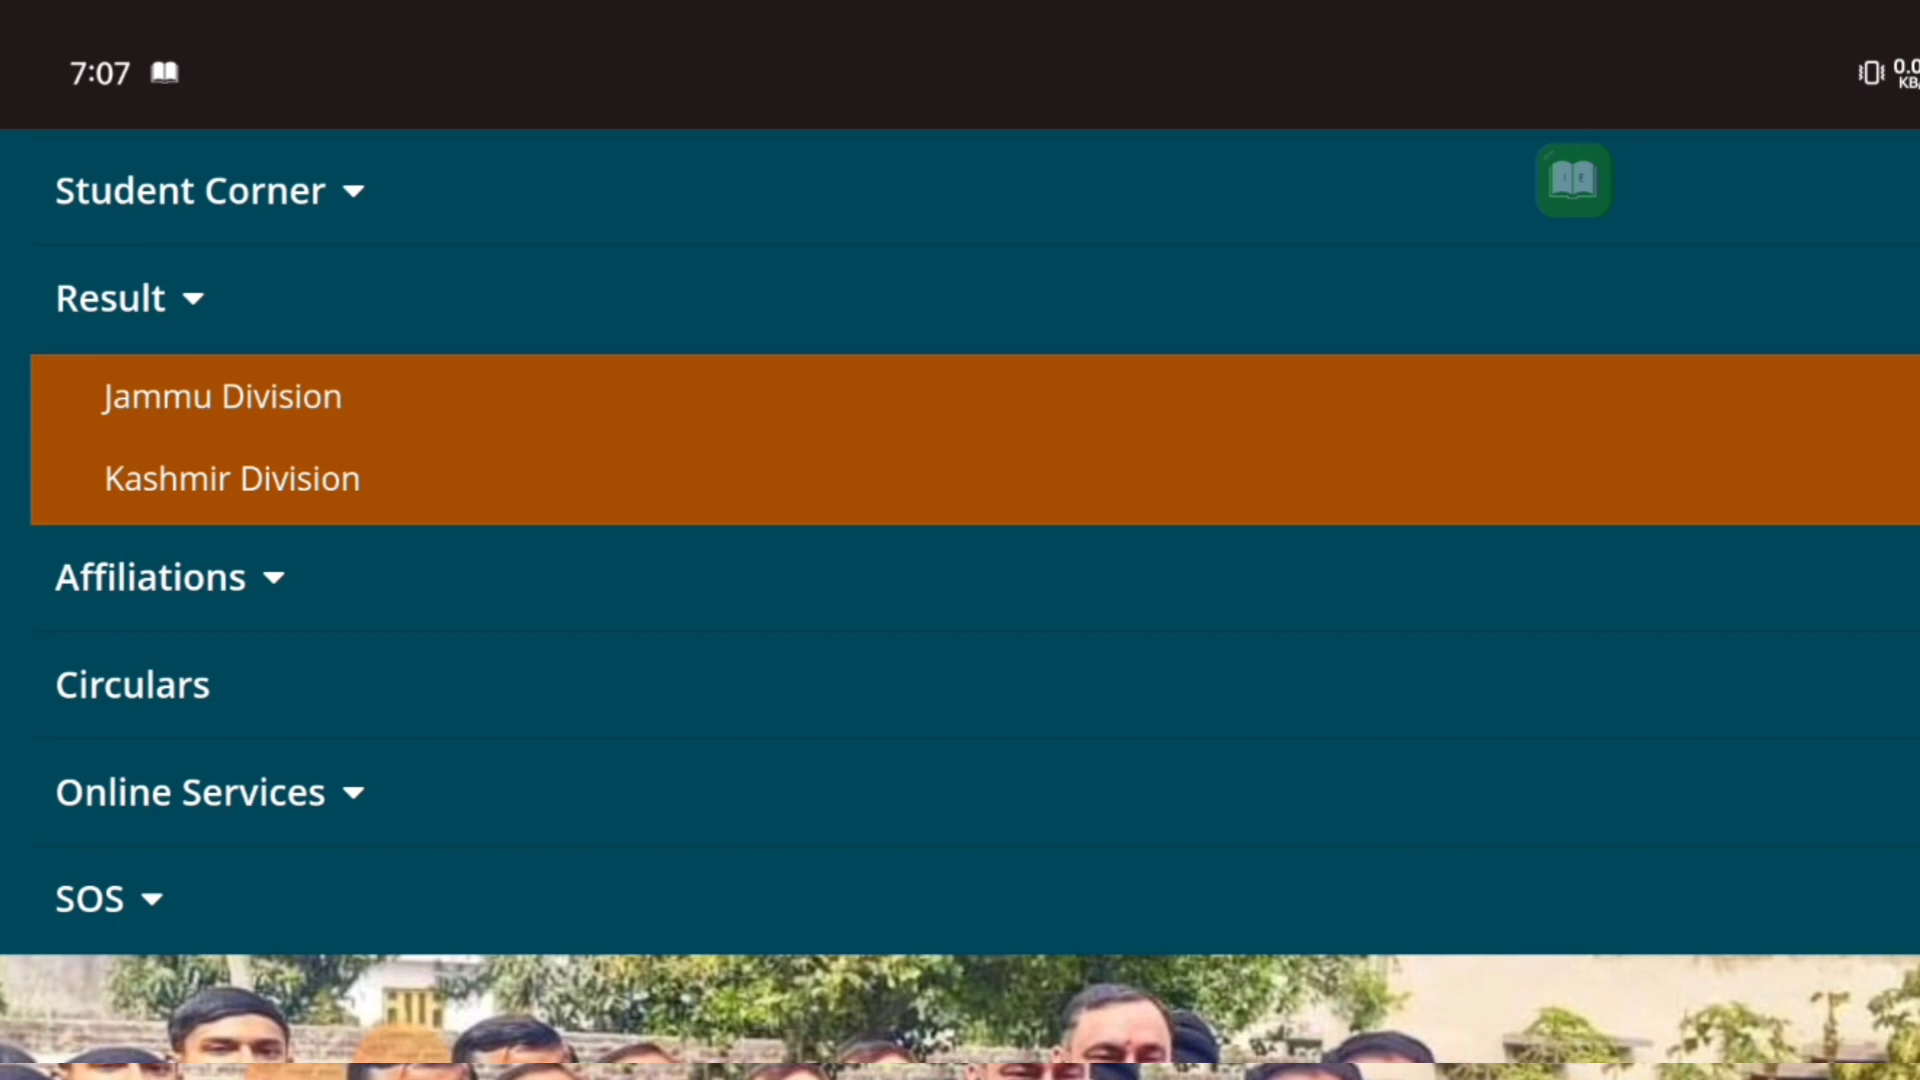 7:07
Student Corner
Result
Jammu Division
Kashmir Division
Affiliations
Circulars
Online Services
SOS